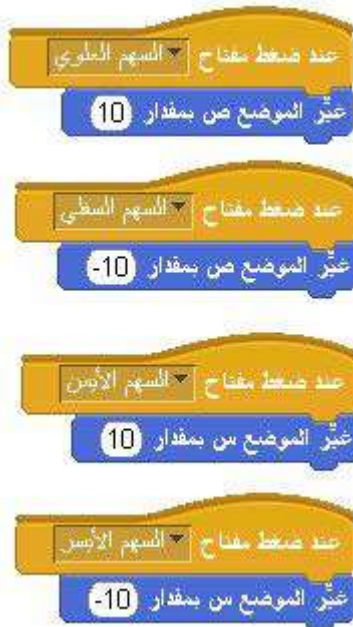 عند ضغط مفتاح السهم العلوي
غيِّر الموضع ص بمقدار 10
عند ضغط مفتاح السهم السفلي
غيِّر الموضع ص بمقدار -10
عند ضغط مفتاح السهم الأيمن
غيِّر الموضع س بمقدار 10
عند ضغط مفتاح السهم الأيسر
غيِّر الموضع س بمقدار -10